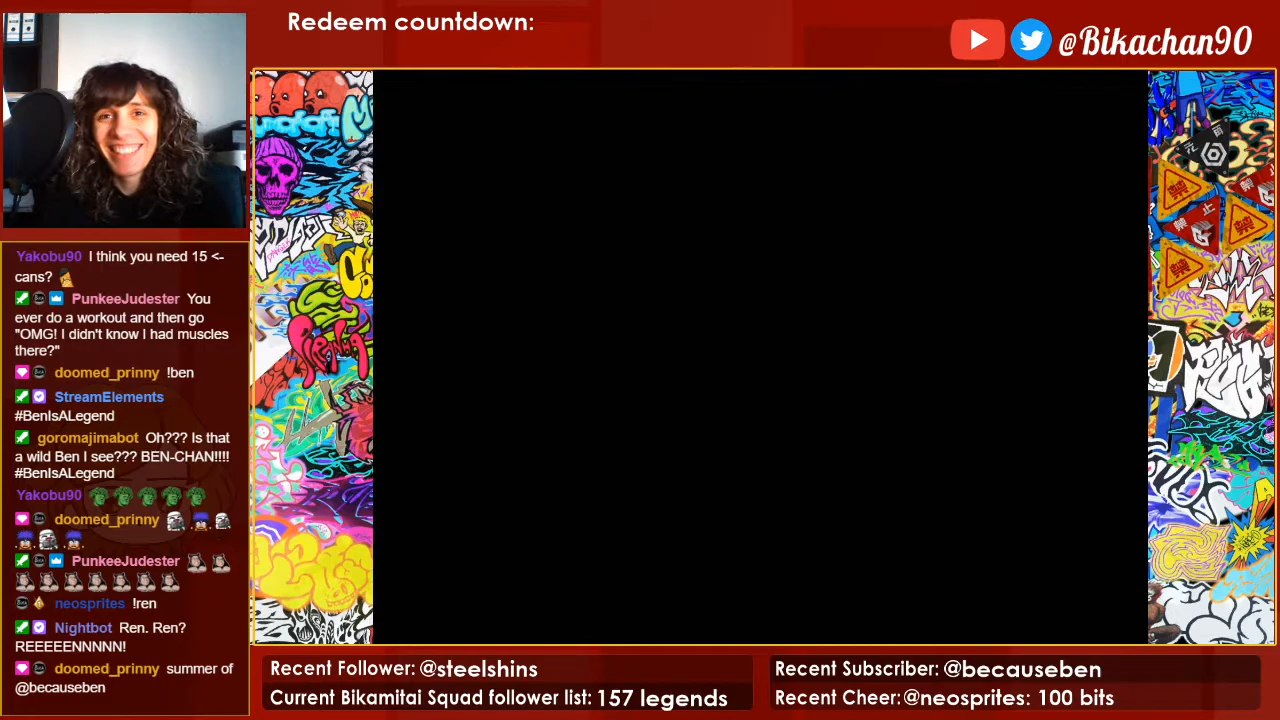 Redeem countdown:
@Bikachan90
Yakobu90 I think you need 15 <-
cans?
PunkeeJudester You
ever do a workout and then go
"OMG! I didn't know I had muscles
there?"
doomed_prinny !ben
StreamElements
#BenIsALegend
goromajimabot Oh??? Is that
a wild Ben I see??? BEN-CHAN!!!!
#BenIsALegend
Yakobu90
doomed_prinny
PunkeeJudester
neosprites !ren
Nightbot Ren. Ren?
REEEEENNNNN!
doomed_prinny summer of
@becauseben
Recent Follower: @steelshins
Current Bikamitai Squad follower list: 157 legends
Recent Subscriber: @becauseben
Recent Cheer: @neosprites: 100 bits